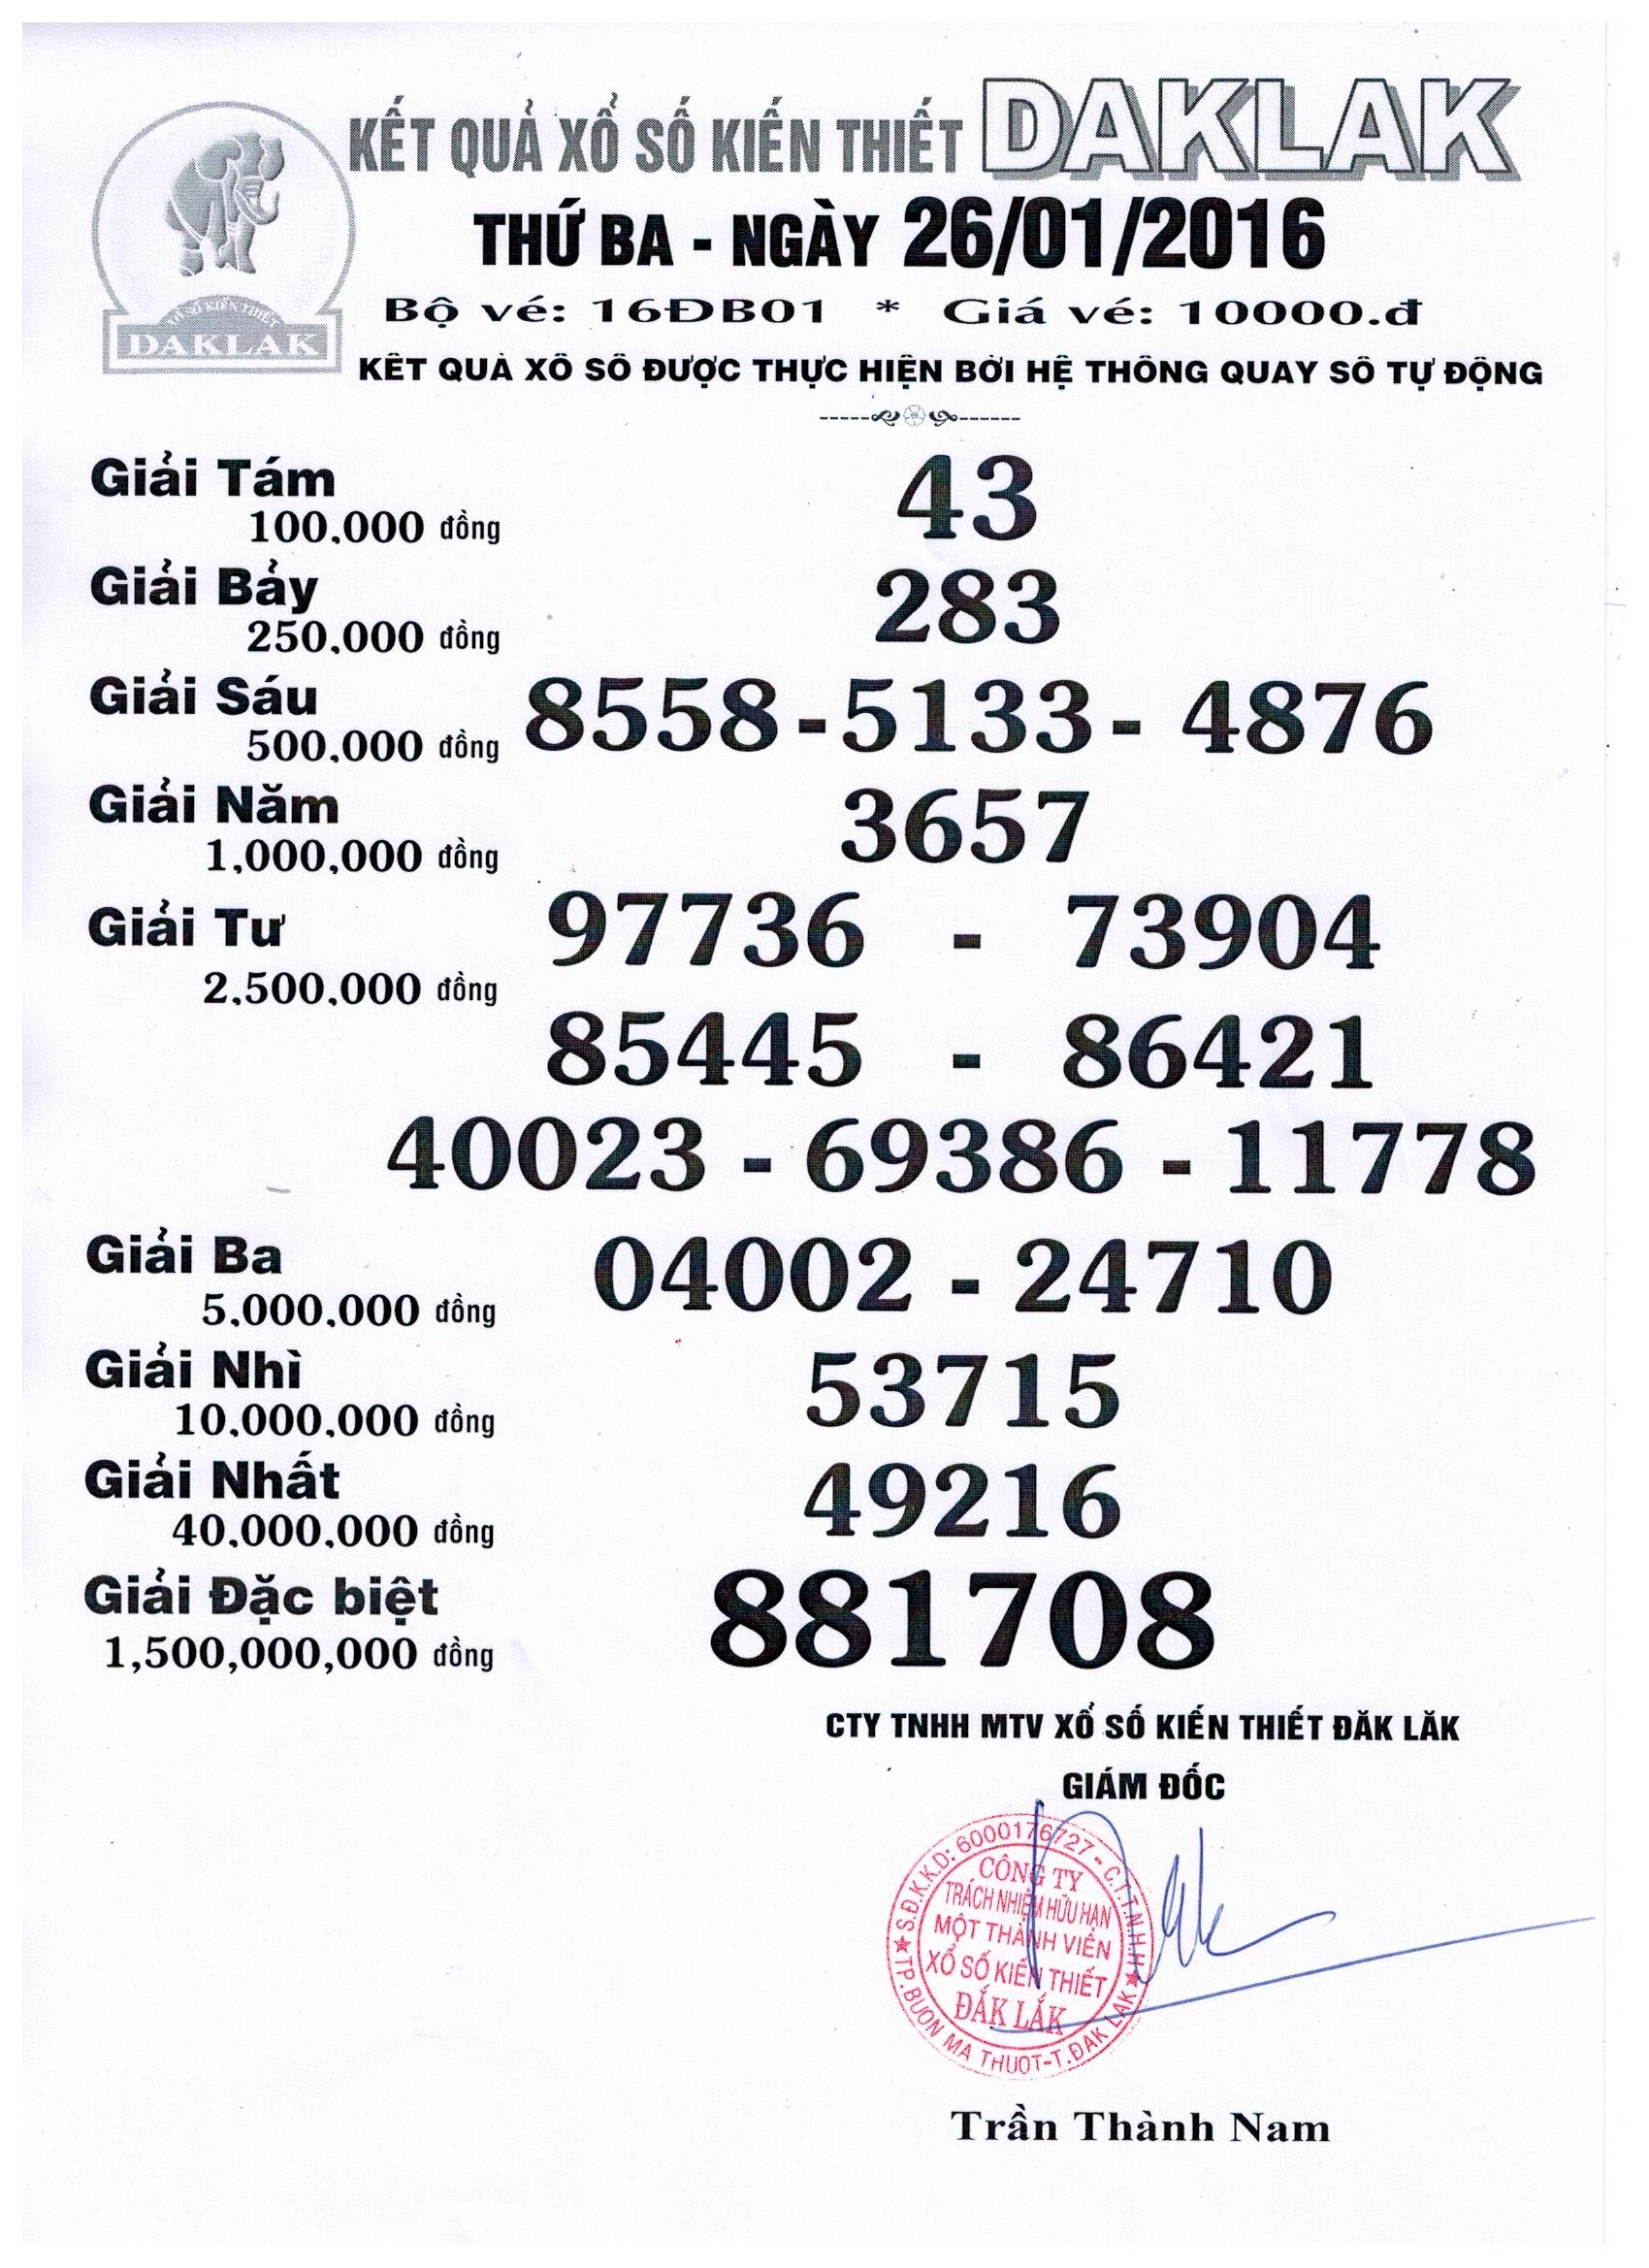 KẾT QUẢ XỔ SỐ KIẾN THIẾT DAKLAK
THỨ BA - NGÀY 26/01/2016
Bộ vé: 16ĐB01 * Giá vé: 10000.đ
XỔ SỐ KIẾN THIẾT
DAKLAK
KẾT QUẢ XỔ SỐ ĐƯỢC THỰC HIỆN BỞI HỆ THỐNG QUAY SỐ TỰ ĐỘNG
Giải Tám 43
100,000 đồng
Giải Bảy 283
250,000 đồng
Giải Sáu 8558 - 5133 - 4876
500,000 đồng
Giải Năm 3657
1,000,000 đồng
Giải Tư 97736 - 73904
2,500,000 đồng
85445 - 86421
40023 - 69386 - 11778
Giải Ba 04002 - 24710
5,000,000 đồng
Giải Nhì 53715
10,000,000 đồng
Giải Nhất 49216
40,000,000 đồng
Giải Đặc biệt 881708
1,500,000,000 đồng
CTY TNHH MTV XỔ SỐ KIẾN THIẾT ĐĂK LĂK
GIÁM ĐỐC
S.Đ.K.K.D: 6000176727 - C.T.T.N.H.H
CÔNG TY
TRÁCH NHIỆM HỮU HẠN
MỘT THÀNH VIÊN
XỔ SỐ KIẾN THIẾT
ĐẮK LẮK
TP.BUÔN MA THUỘT-T.ĐẮK LẮK
Trần Thành Nam